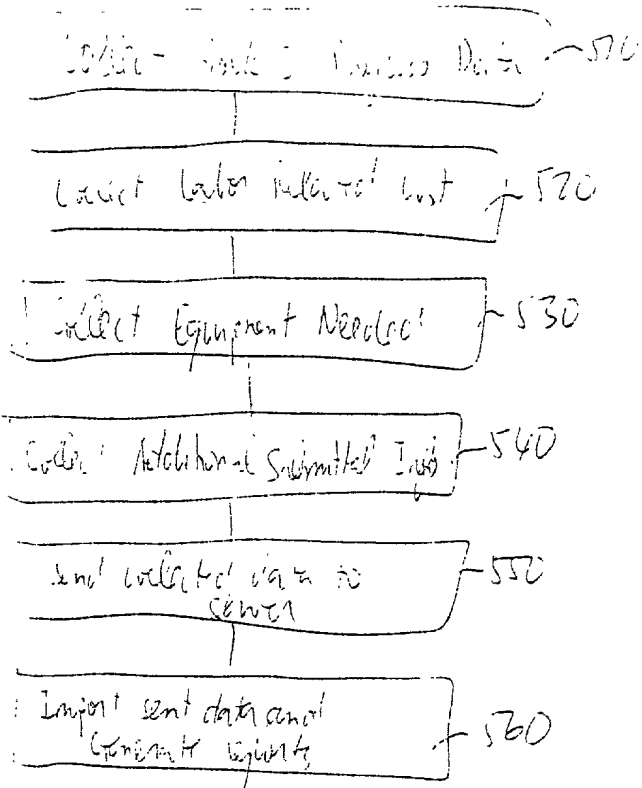 Data 510
Collect Labor Related Cost 520
Collect Equipment Needed 530
Collect Additional Submitted Info 540
Send collected data to
server 550
Import sent data and
Generate reports 560